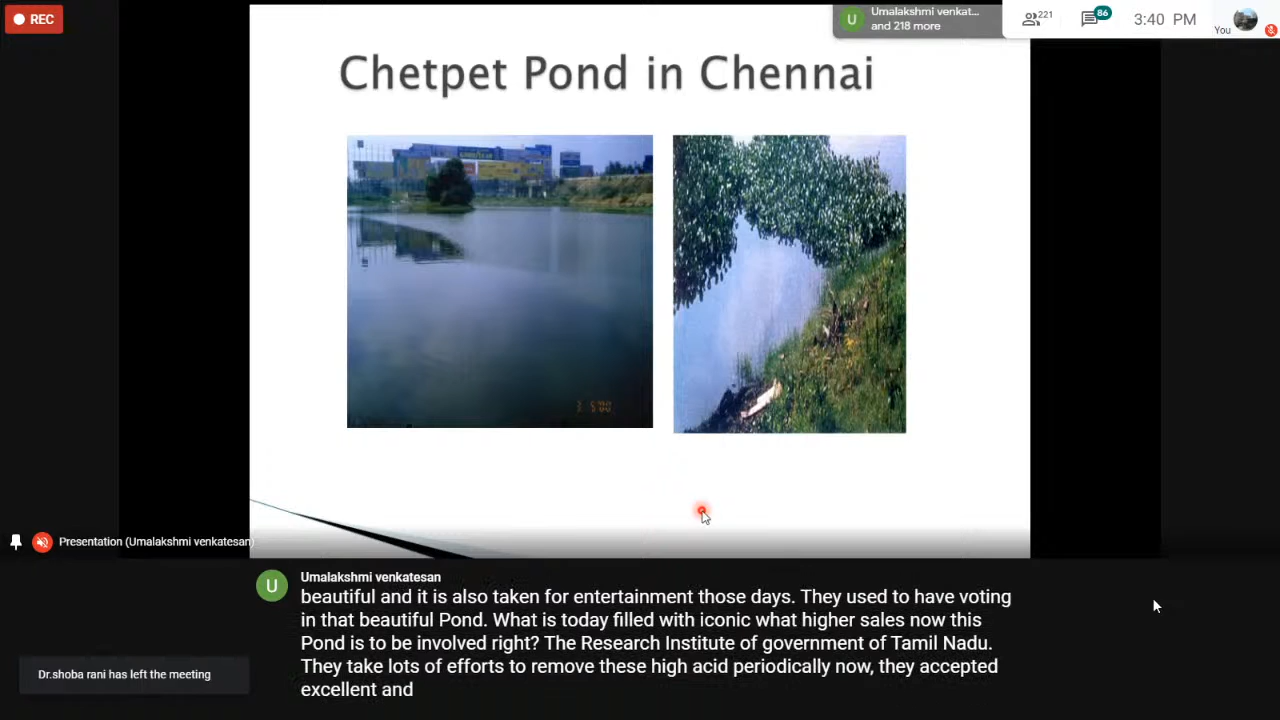 REC
U
Umalakshmi venkat...
and 218 more
221
86
3:40 PM
You
Chetpet Pond in Chennai
Presentation (Umalakshmi venkatesan)
U
Umalakshmi venkatesan
beautiful and it is also taken for entertainment those days. They used to have voting
in that beautiful Pond. What is today filled with iconic what higher sales now this
Pond is to be involved right? The Research Institute of government of Tamil Nadu.
They take lots of efforts to remove these high acid periodically now, they accepted
excellent and
Dr.shoba rani has left the meeting